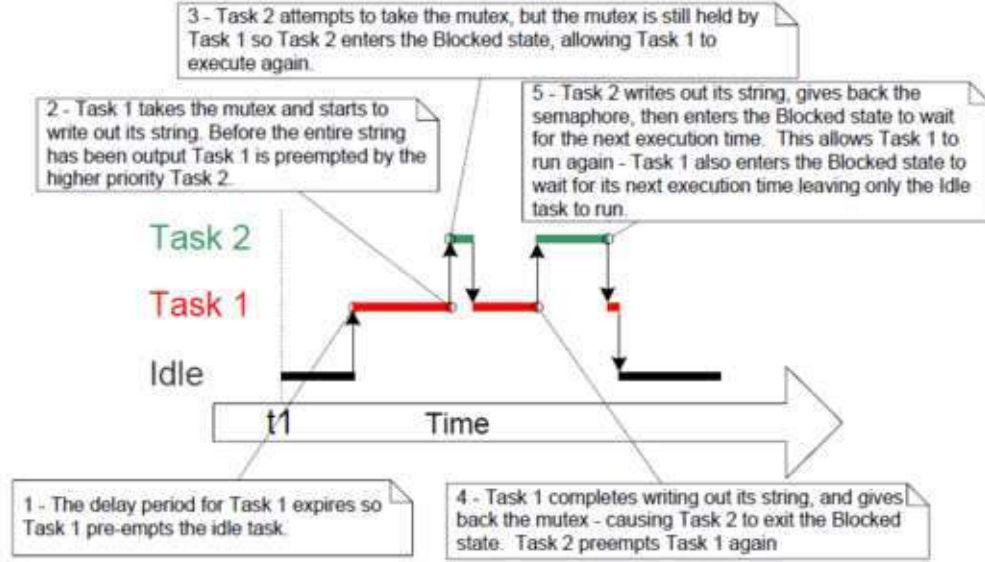 3 - Task 2 attempts to take the mutex, but the mutex is still held by
Task 1 so Task 2 enters the Blocked state, allowing Task 1 to
execute again.
2 - Task 1 takes the mutex and starts to
write out its string. Before the entire string
has been output Task 1 is preempted by the
higher priority Task 2.
5 - Task 2 writes out its string, gives back the
semaphore, then enters the Blocked state to wait
for the next execution time. This allows Task 1 to
run again - Task 1 also enters the Blocked state to
wait for its next execution time leaving only the Idle
task to run.
Task 2
Task 1
Idle
t1
Time
1 - The delay period for Task 1 expires so
Task 1 pre-empts the idle task.
4 - Task 1 completes writing out its string, and gives
back the mutex - causing Task 2 to exit the Blocked
state. Task 2 preempts Task 1 again